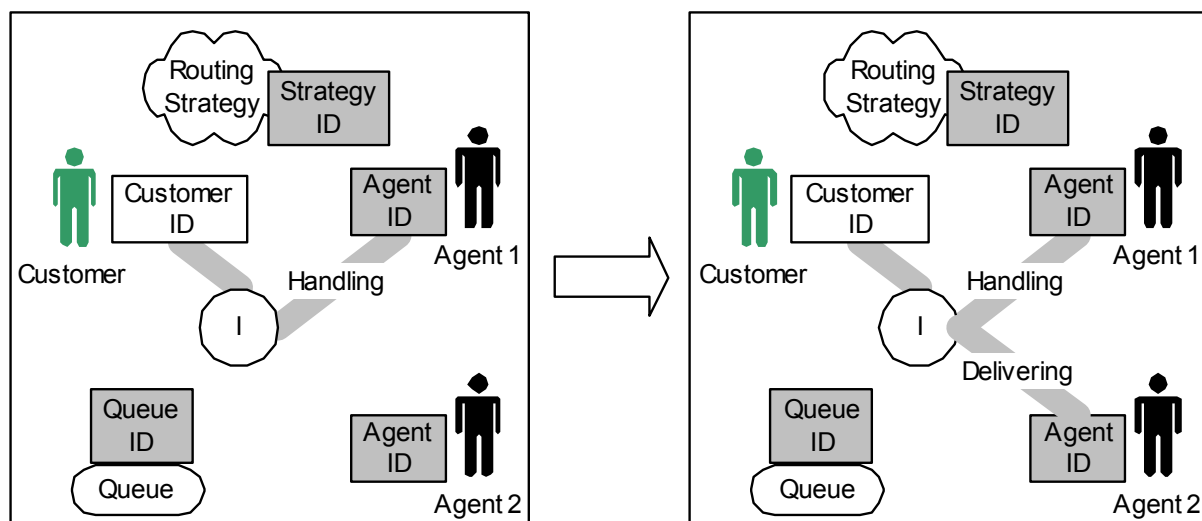 Routing
Strategy
Strategy
ID
Customer
ID
Agent
ID
Customer
Agent 1
Handling
I
Queue
ID
Queue
Agent
ID
Agent 2
Routing
Strategy
Strategy
ID
Customer
ID
Agent
ID
Customer
Agent 1
Handling
I
Delivering
Queue
ID
Queue
Agent
ID
Agent 2